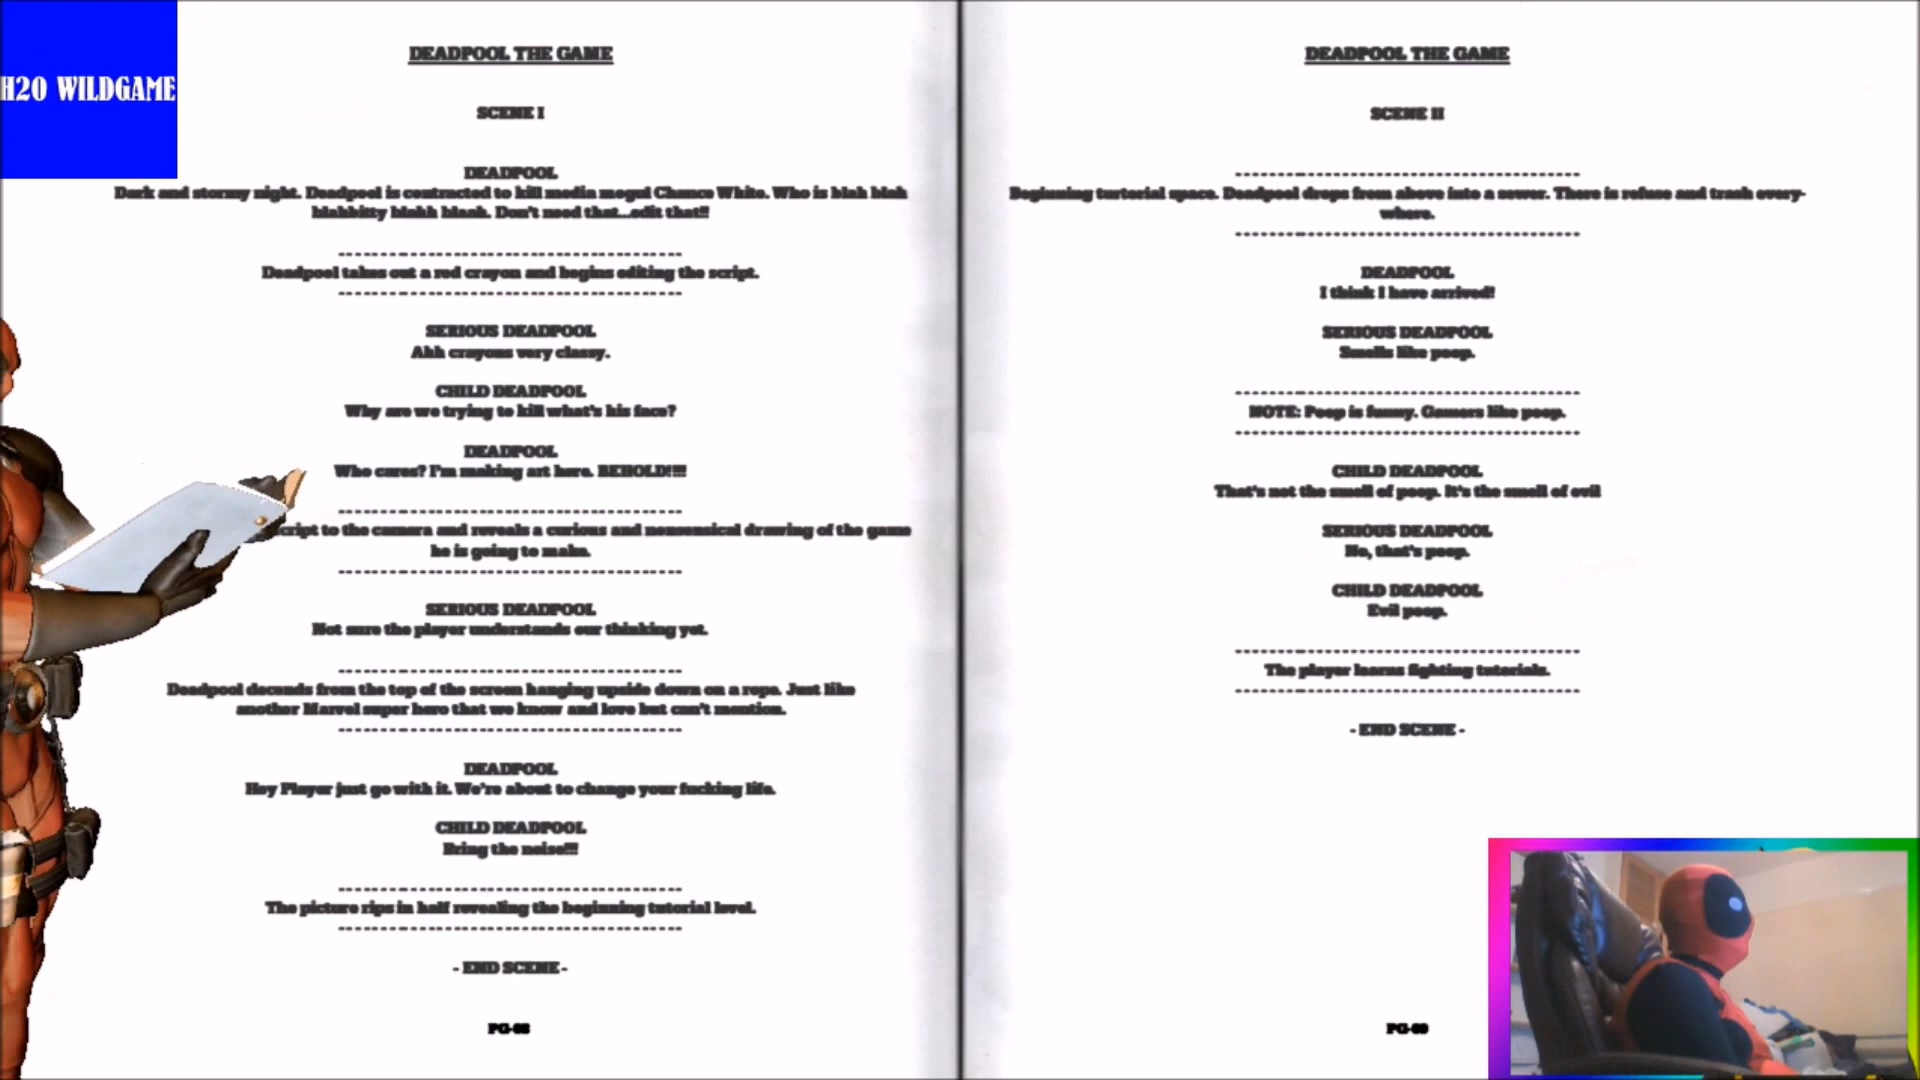 H20 WILDGAME
DEADPOOL THE GAME
SCENE I
DEADPOOL
Dark and stormy night. Deadpool is contracted to kill media mogul Chance White. Who is blah blah
blahbitty blahh blaah. Don't need that...edit that!!
Deadpool takes out a red crayon and begins editing the script.
SERIOUS DEADPOOL
Ahh crayons very classy.
CHILD DEADPOOL
Why are we trying to kill what's his face?
DEADPOOL
Who cares? I'm making art here. BEHOLD!!!!
cript to the camera and reveals a curious and nonsensical drawing of the game
he is going to make.
SERIOUS DEADPOOL
Not sure the player understands our thinking yet.
Deadpool decends from the top of the screen hanging upside down on a rope. Just like
another Marvel super hero that we know and love but can't mention.
DEADPOOL
Hey Player just go with it. We're about to change your fucking life.
CHILD DEADPOOL
Bring the noise!!!
The picture rips in half revealing the beginning tutorial level.
- END SCENE -
PG-08
DEADPOOL THE GAME
SCENE II
Beginning turtorial space. Deadpool drops from above into a sewer. There is refuse and trash every-
where.
DEADPOOL
I think I have arrived!
SERIOUS DEADPOOL
Smells like poop.
NOTE: Poop is funny. Gamers like poop.
CHILD DEADPOOL
That's not the smell of poop. It's the smell of evil
SERIOUS DEADPOOL
No, that's poop.
CHILD DEADPOOL
Evil poop.
The player learns fighting tutorials.
- END SCENE -
PG-09